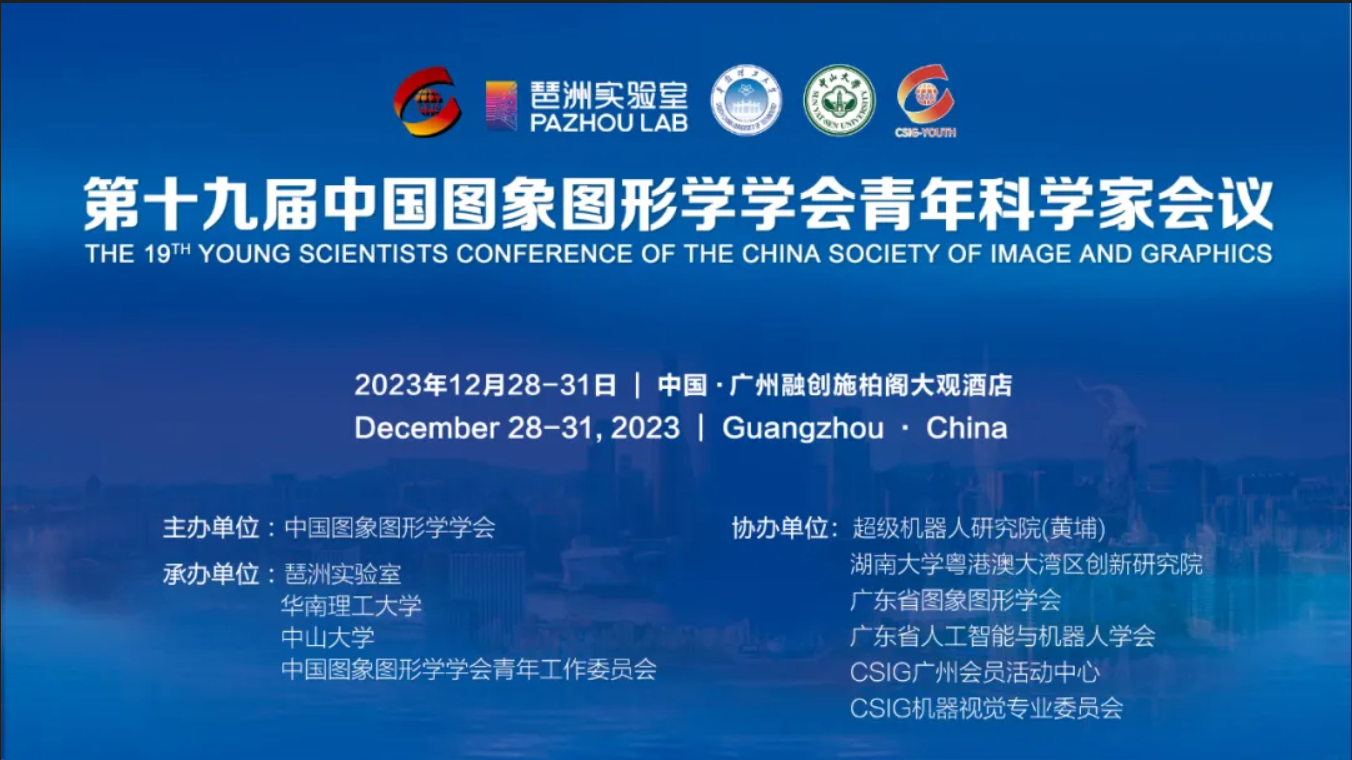 琶洲实验室
PAZHOU LAB
中山大学
SUN YAT-SEN UNIVERSITY
CSIG-YOUTH
第十九届中国图象图形学学会青年科学家会议
THE 19TH YOUNG SCIENTISTS CONFERENCE OF THE CHINA SOCIETY OF IMAGE AND GRAPHICS
2023年12月28-31日 | 中国·广州融创施柏阁大观酒店
December 28-31, 2023 | Guangzhou · China
主办单位：中国图象图形学学会
承办单位：琶洲实验室
华南理工大学
中山大学
中国图象图形学学会青年工作委员会
协办单位：超级机器人研究院(黄埔)
湖南大学粤港澳大湾区创新研究院
广东省图象图形学会
广东省人工智能与机器人学会
CSIG广州会员活动中心
CSIG机器视觉专业委员会